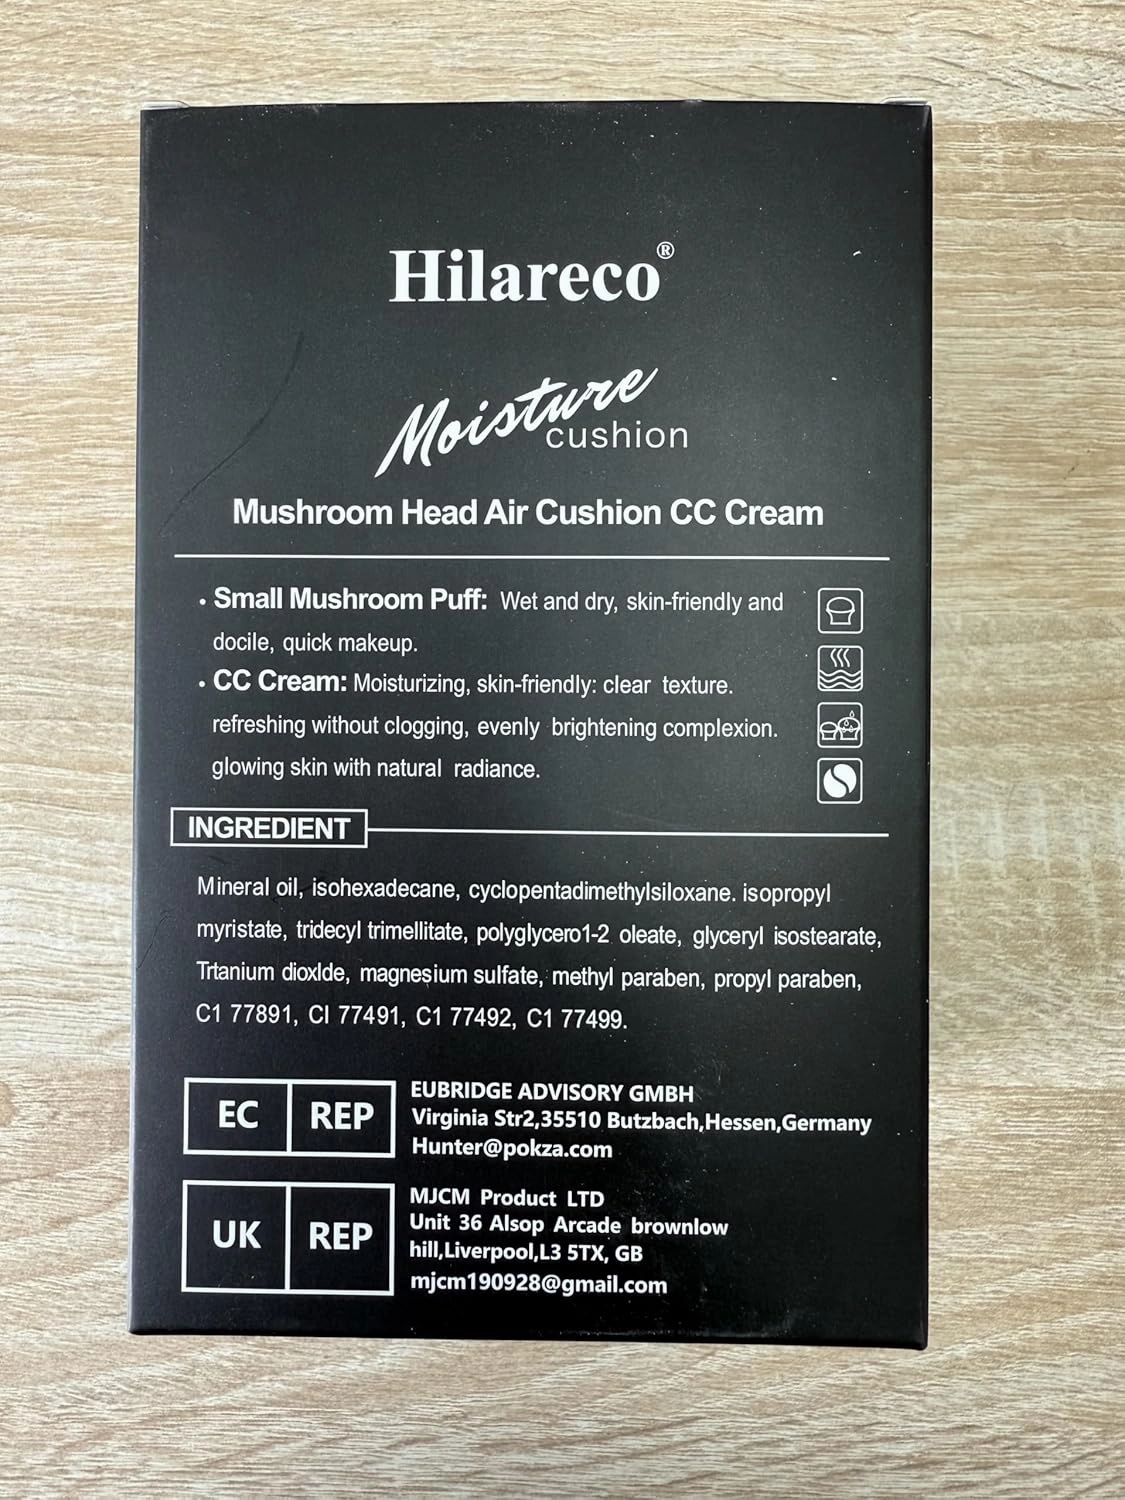 Hilareco®
Moisture
cushion
Mushroom Head Air Cushion CC Cream
• Small Mushroom Puff: Wet and dry, skin-friendly and
docile, quick makeup.
• CC Cream: Moisturizing, skin-friendly: clear texture.
refreshing without clogging, evenly brightening complexion.
glowing skin with natural radiance.
INGREDIENT
Mineral oil, isohexadecane, cyclopentadimethylsiloxane. isopropyl
myristate, tridecyl trimellitate, polyglycero1-2 oleate, glyceryl isostearate,
Trtanium dioxlde, magnesium sulfate, methyl paraben, propyl paraben,
C1 77891, CI 77491, C1 77492, C1 77499.
EC REP
EUBRIDGE ADVISORY GMBH
Virginia Str2,35510 Butzbach,Hessen,Germany
Hunter@pokza.com
UK REP
MJCM Product LTD
Unit 36 Alsop Arcade brownlow
hill,Liverpool,L3 5TX, GB
mjcm190928@gmail.com